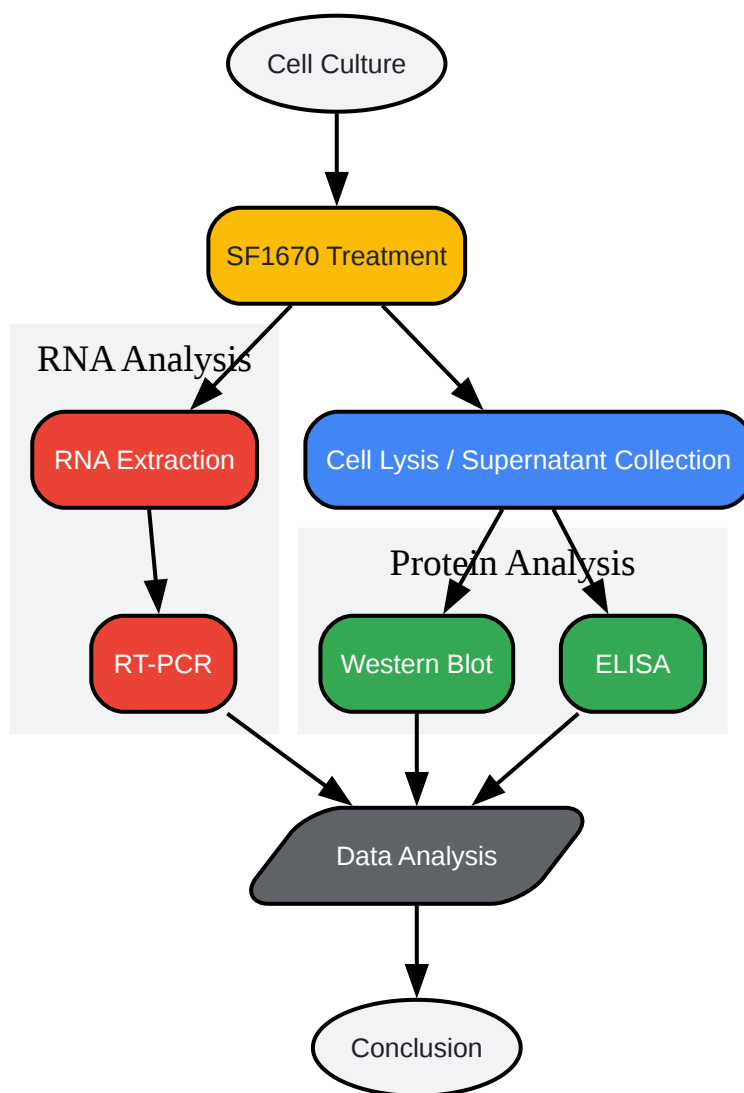 Cell Culture
SF1670 Treatment
RNA Analysis
RNA Extraction
Cell Lysis / Supernatant Collection
Protein Analysis
RT-PCR
Western Blot
ELISA
Data Analysis
Conclusion